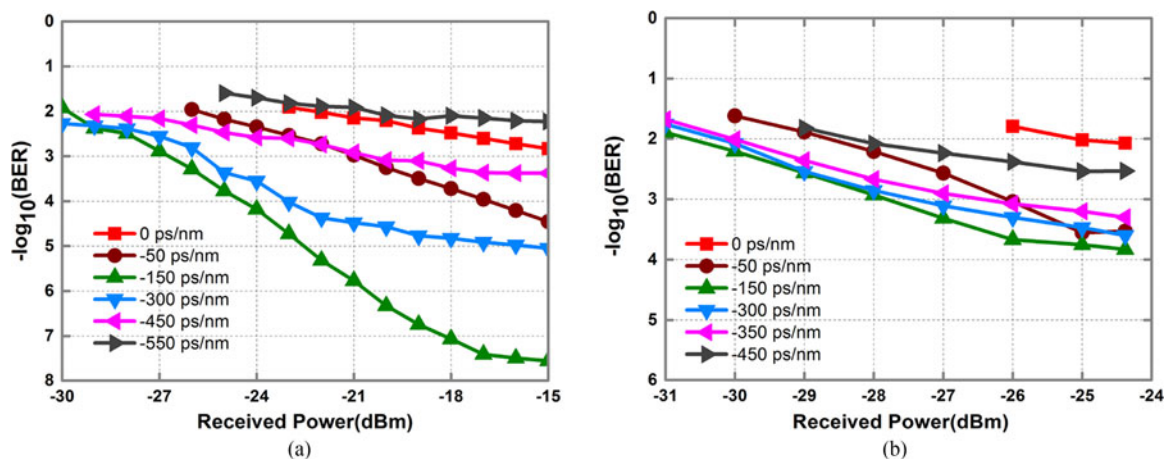 0
1
2
3
4
5
6
7
8
-log10(BER)
0 ps/nm
-50 ps/nm
-150 ps/nm
-300 ps/nm
-450 ps/nm
-550 ps/nm
-30 -27 -24 -21 -18 -15
Received Power(dBm)
(a)
0
1
2
3
4
5
6
-log10(BER)
0 ps/nm
-50 ps/nm
-150 ps/nm
-300 ps/nm
-350 ps/nm
-450 ps/nm
-31 -30 -29 -28 -27 -26 -25 -24
Received Power(dBm)
(b)